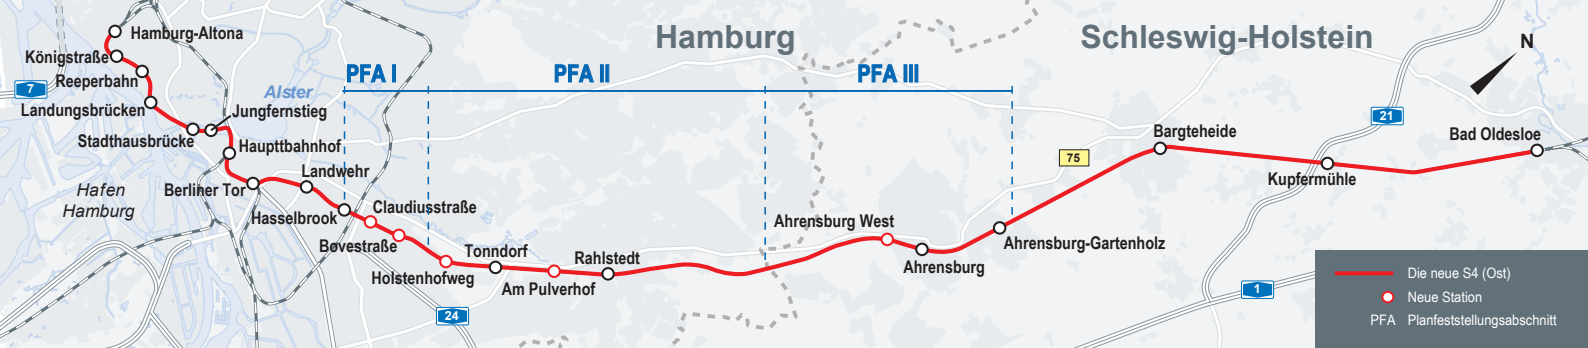 Hamburg
Schleswig-Holstein
N
Hamburg-Altona
Königstraße
Reeperbahn
7
Landungsbrücken
Alster
Jungfernstieg
Stadthausbrücke
Haupttbahnhof
Landwehr
Berliner Tor
Hafen
Hamburg
Hasselbrook
Claudiusstraße
Bovestraße
Holstenhofweg
Tonndorf
Am Pulverhof
Rahlstedt
24
PFA I
PFA II
PFA III
Ahrensburg West
Ahrensburg
Ahrensburg-Gartenholz
75
Bargteheide
21
Kupfermühle
Bad Oldesloe
1
Die neue S4 (Ost)
Neue Station
PFA Planfeststellungsabschnitt